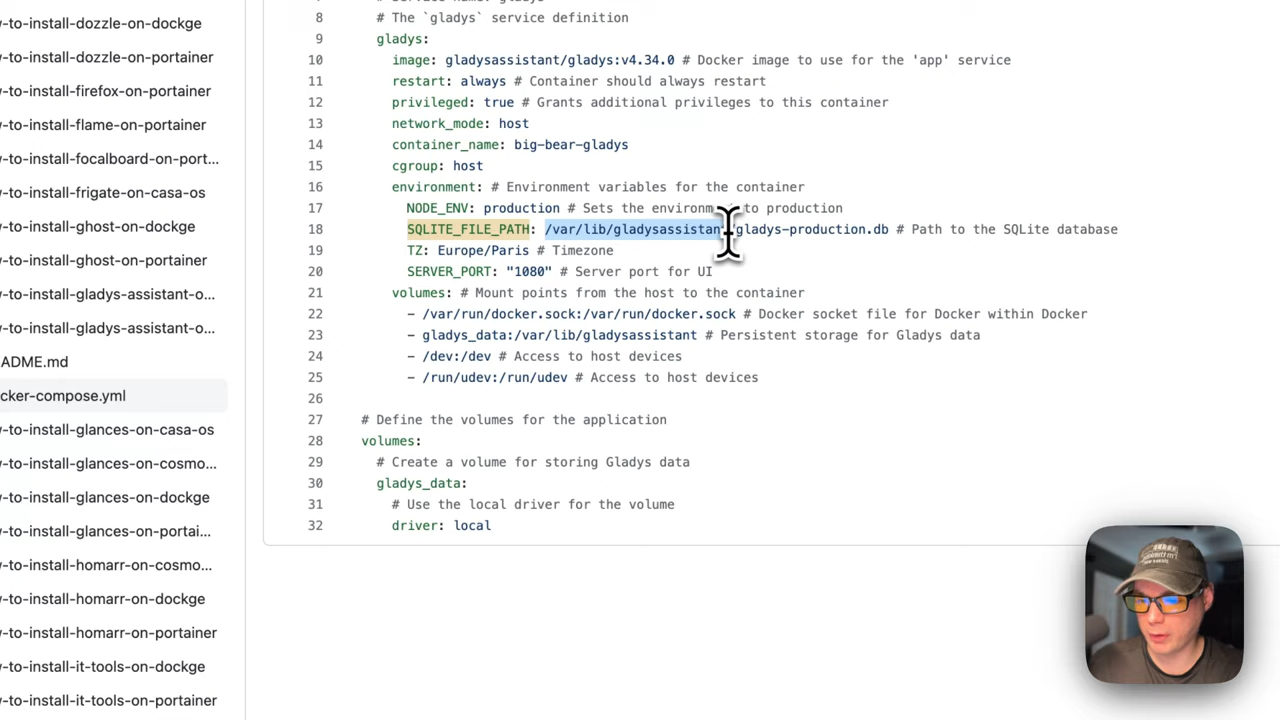 -to-install-dozzle-on-dockge
-to-install-dozzle-on-portainer
-to-install-firefox-on-portainer
-to-install-flame-on-portainer
-to-install-focalboard-on-port...
-to-install-frigate-on-casa-os
-to-install-ghost-on-dockge
-to-install-ghost-on-portainer
-to-install-gladys-assistant-o...
-to-install-gladys-assistant-o...
ADME.md
cker-compose.yml
-to-install-glances-on-casa-os
-to-install-glances-on-cosmo...
-to-install-glances-on-dockge
-to-install-glances-on-portai...
-to-install-homarr-on-cosmo...
-to-install-homarr-on-dockge
-to-install-homarr-on-portainer
-to-install-it-tools-on-dockge
-to-install-it-tools-on-portainer
8 # The `gladys` service definition
9 gladys:
10 image: gladysassistant/gladys:v4.34.0 # Docker image to use for the 'app' service
11 restart: always # Container should always restart
12 privileged: true # Grants additional privileges to this container
13 network_mode: host
14 container_name: big-bear-gladys
15 cgroup: host
16 environment: # Environment variables for the container
17 NODE_ENV: production # Sets the environm to production
18 SQLITE_FILE_PATH: /var/lib/gladysassistan gladys-production.db # Path to the SQLite database
19 TZ: Europe/Paris # Timezone
20 SERVER_PORT: "1080" # Server port for UI
21 volumes: # Mount points from the host to the container
22 - /var/run/docker.sock:/var/run/docker.sock # Docker socket file for Docker within Docker
23 - gladys_data:/var/lib/gladysassistant # Persistent storage for Gladys data
24 - /dev:/dev # Access to host devices
25 - /run/udev:/run/udev # Access to host devices
26
27 # Define the volumes for the application
28 volumes:
29 # Create a volume for storing Gladys data
30 gladys_data:
31 # Use the local driver for the volume
32 driver: local